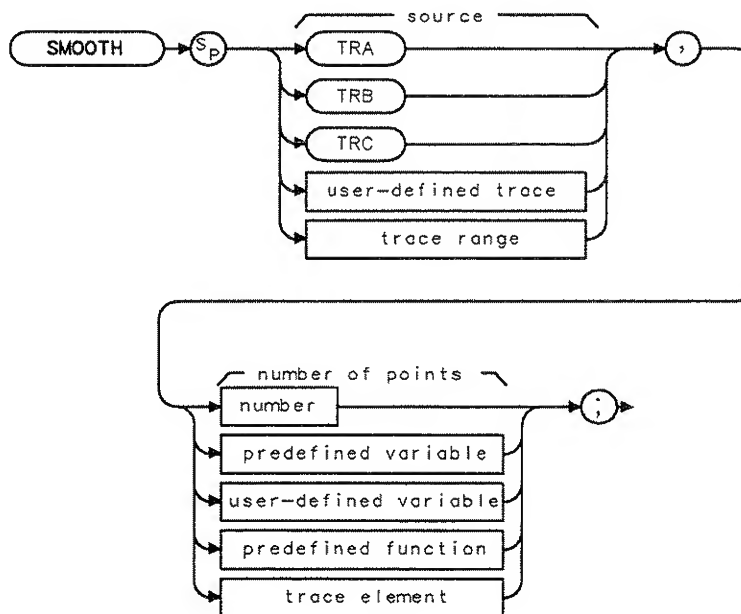 source
SMOOTH SP TRA ,
TRB
TRC
user-defined trace
trace range
number of points
number ;
predefined variable
user-defined variable
predefined function
trace element